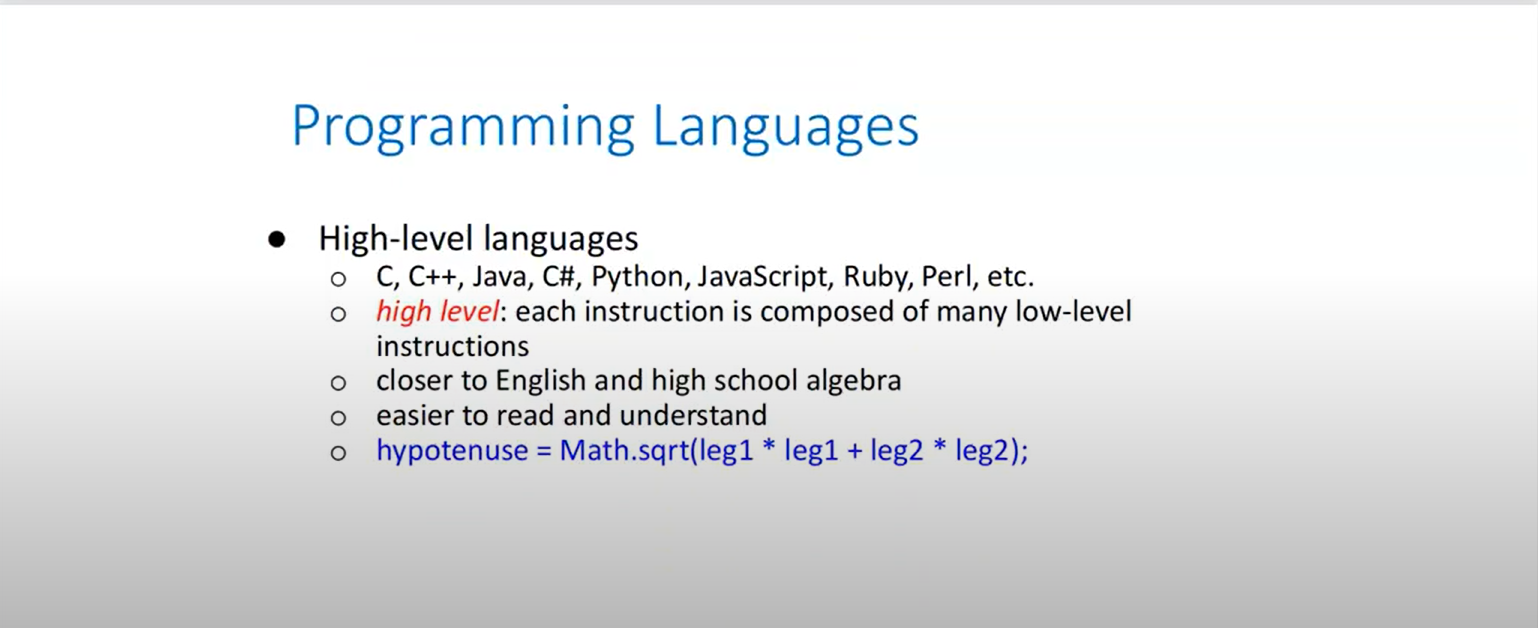 Programming Languages
● High-level languages
○ C, C++, Java, C#, Python, JavaScript, Ruby, Perl, etc.
○ high level: each instruction is composed of many low-level
instructions
○ closer to English and high school algebra
○ easier to read and understand
○ hypotenuse = Math.sqrt(leg1 * leg1 + leg2 * leg2);